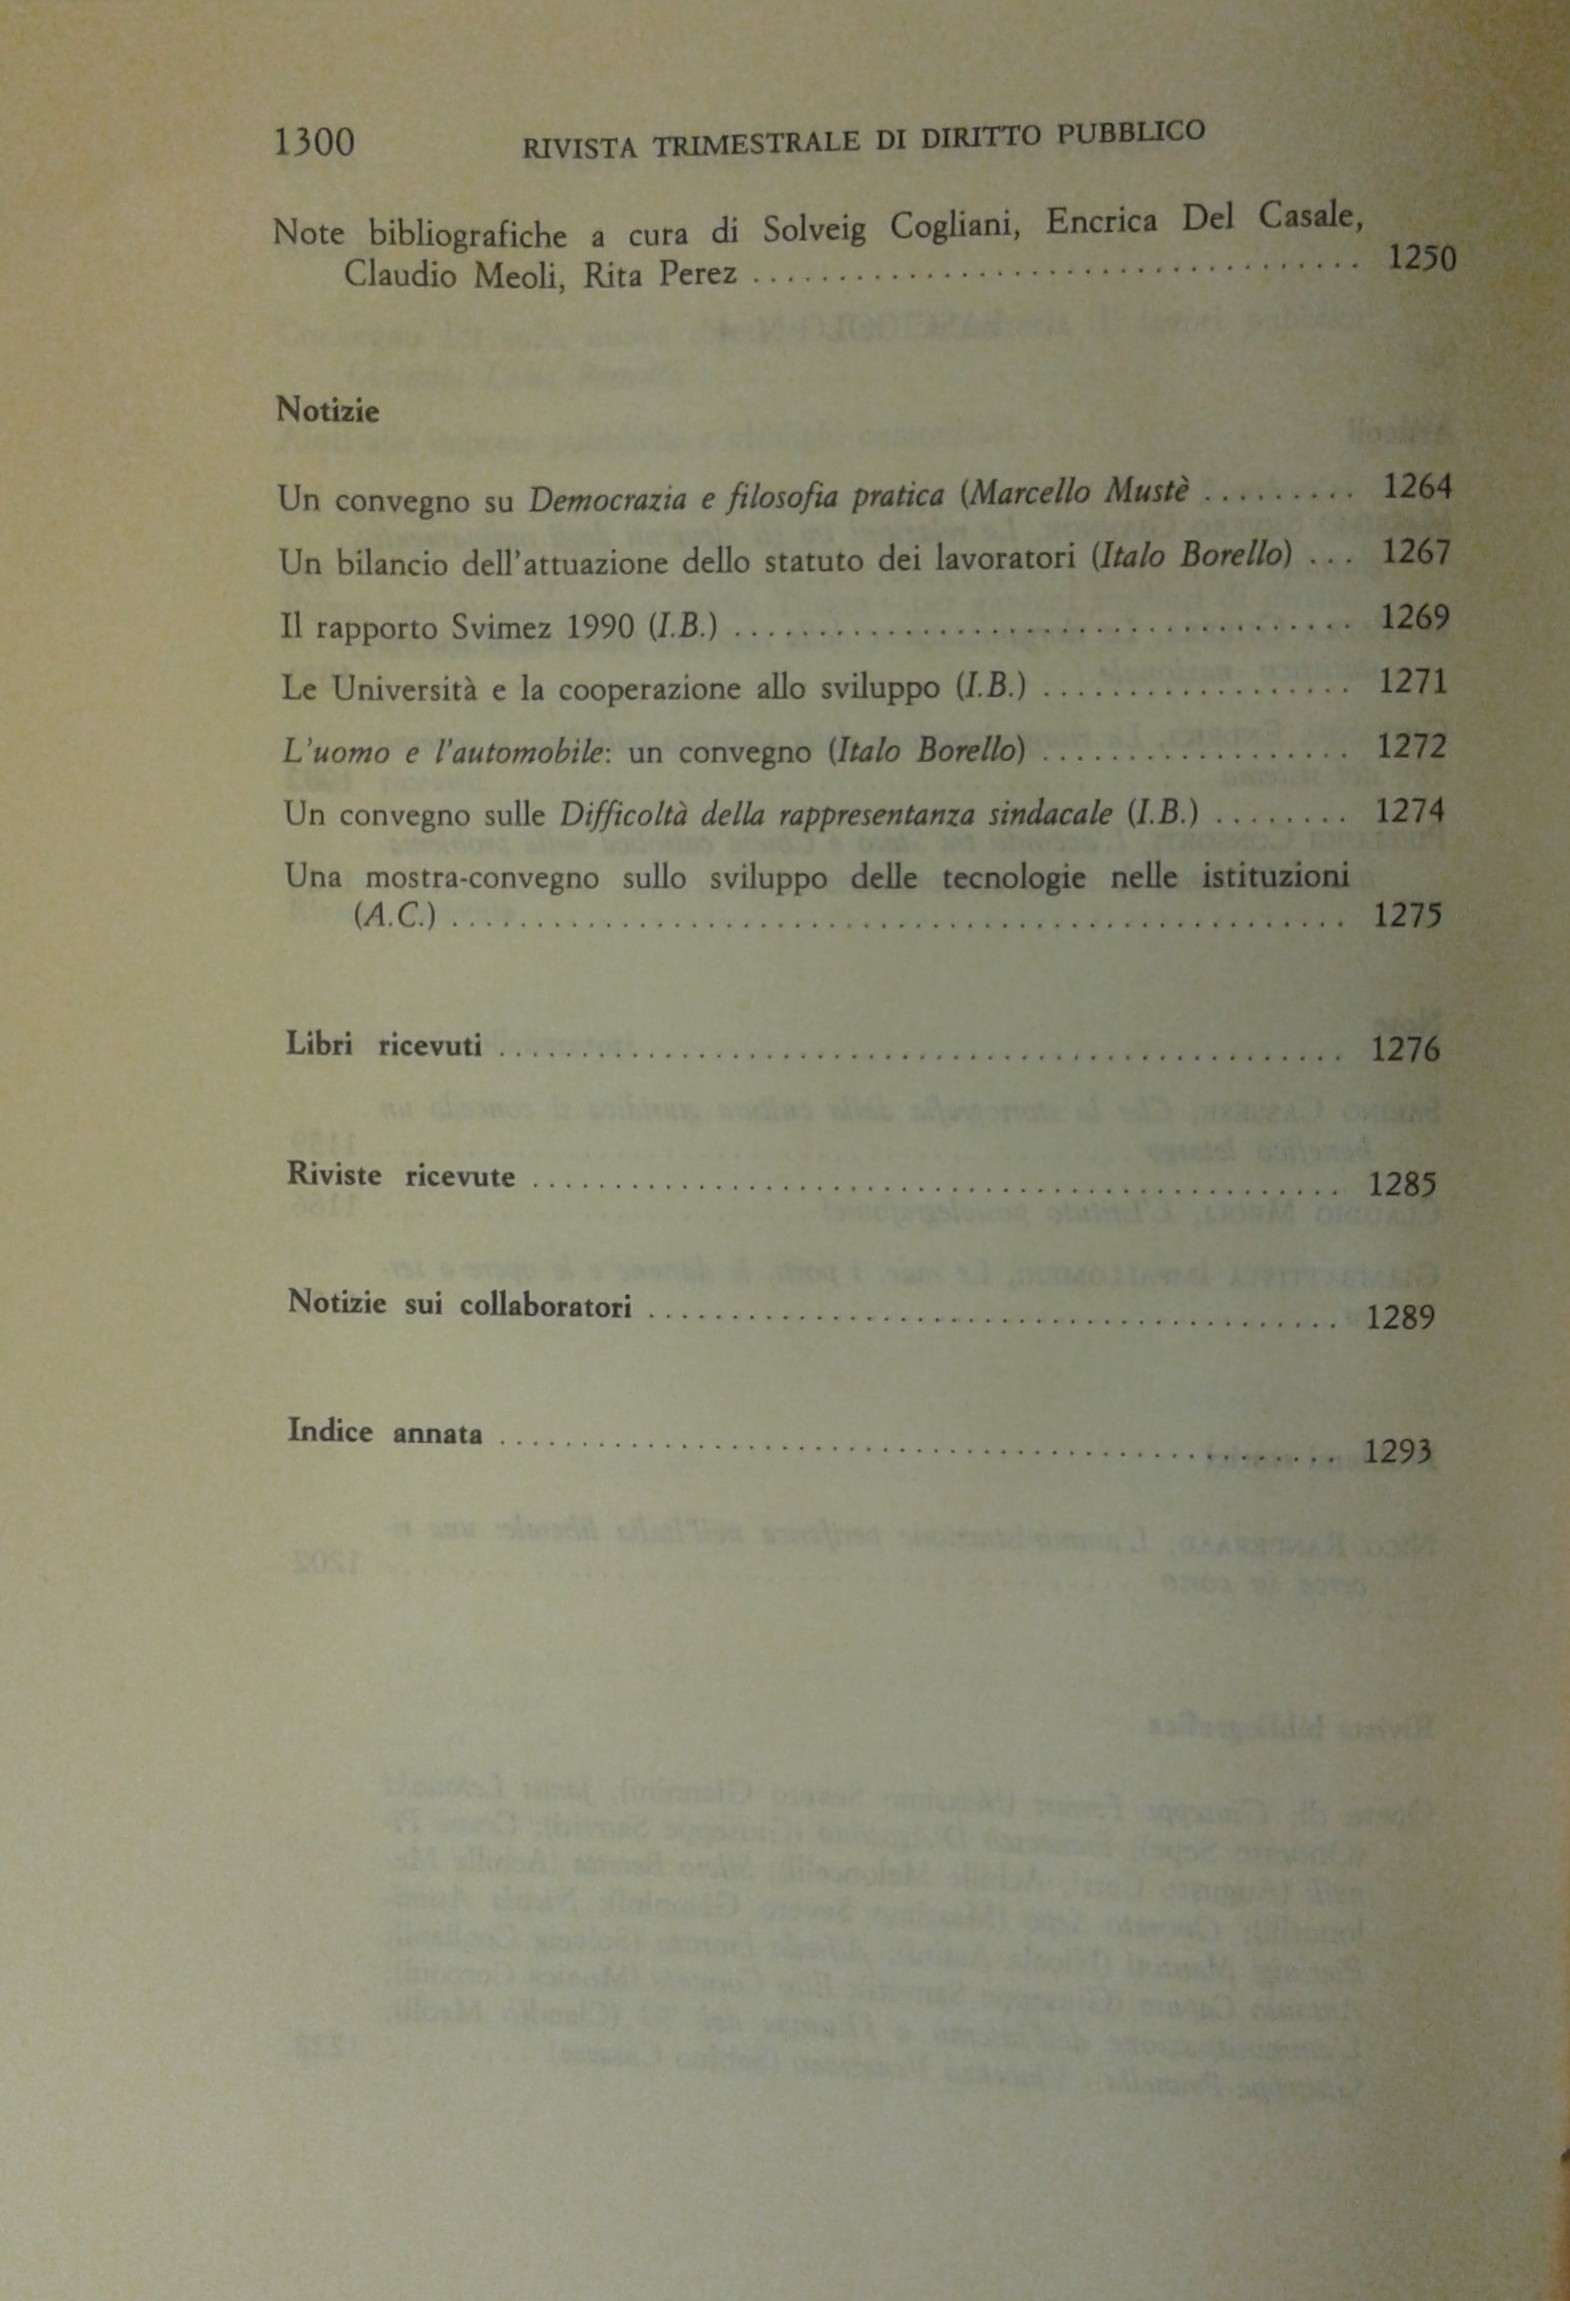 1300 RIVISTA TRIMESTRALE DI DIRITTO PUBBLICO
Note bibliografiche a cura di Solveig Cogliani, Encrica Del Casale,
Claudio Meoli, Rita Perez ........................................ 1250
Notizie
Un convegno su Democrazia e filosofia pratica (Marcello Mustè ......... 1264
Un bilancio dell'attuazione dello statuto dei lavoratori (Italo Borello) ... 1267
Il rapporto Svimez 1990 (I.B.) ...................................... 1269
Le Università e la cooperazione allo sviluppo (I.B.) ................... 1271
L'uomo e l'automobile: un convegno (Italo Borello) ................... 1272
Un convegno sulle Difficoltà della rappresentanza sindacale (I.B.) ........ 1274
Una mostra-convegno sullo sviluppo delle tecnologie nelle istituzioni
(A.C.) ...................................................... 1275
Libri ricevuti ................................................... 1276
Riviste ricevute ................................................. 1285
Notizie sui collaboratori .......................................... 1289
Indice annata ................................................... 1293